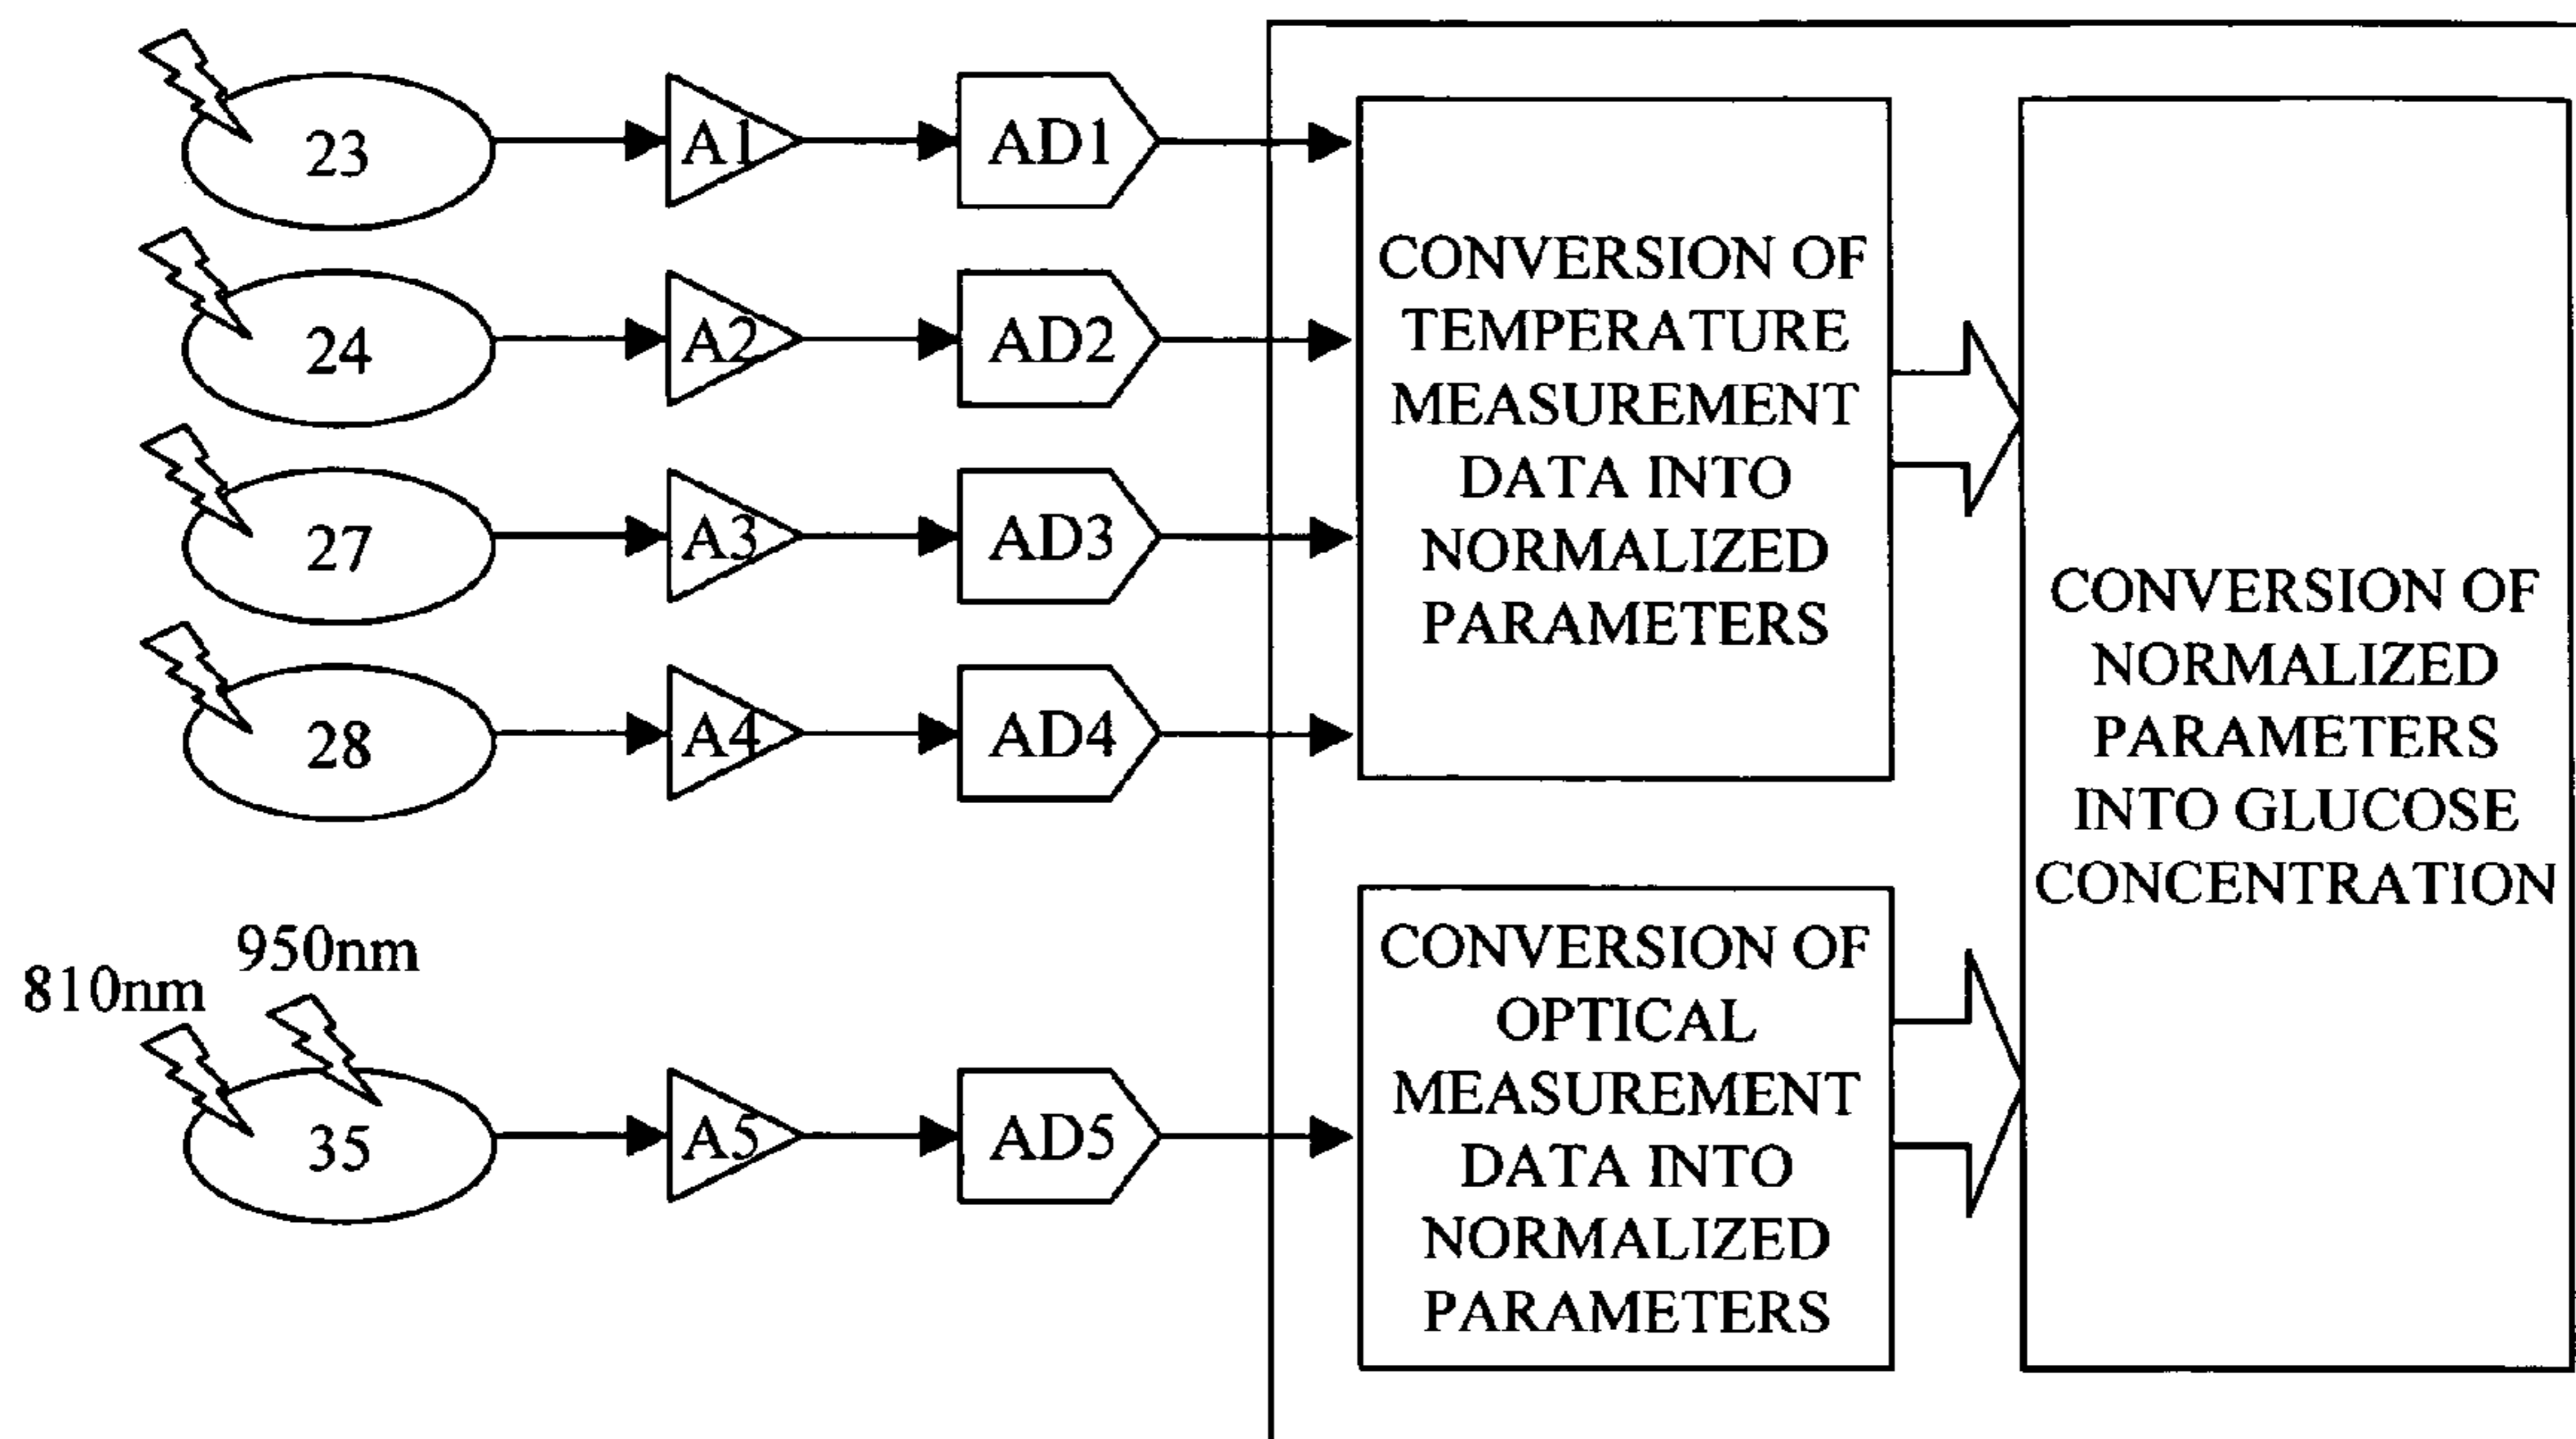 23
A1
AD1
24
A2
AD2
27
A3
AD3
28
A4
AD4
CONVERSION OF
TEMPERATURE
MEASUREMENT
DATA INTO
NORMALIZED
PARAMETERS
950nm
810nm
35
A5
AD5
CONVERSION OF
OPTICAL
MEASUREMENT
DATA INTO
NORMALIZED
PARAMETERS
CONVERSION OF
NORMALIZED
PARAMETERS
INTO GLUCOSE
CONCENTRATION